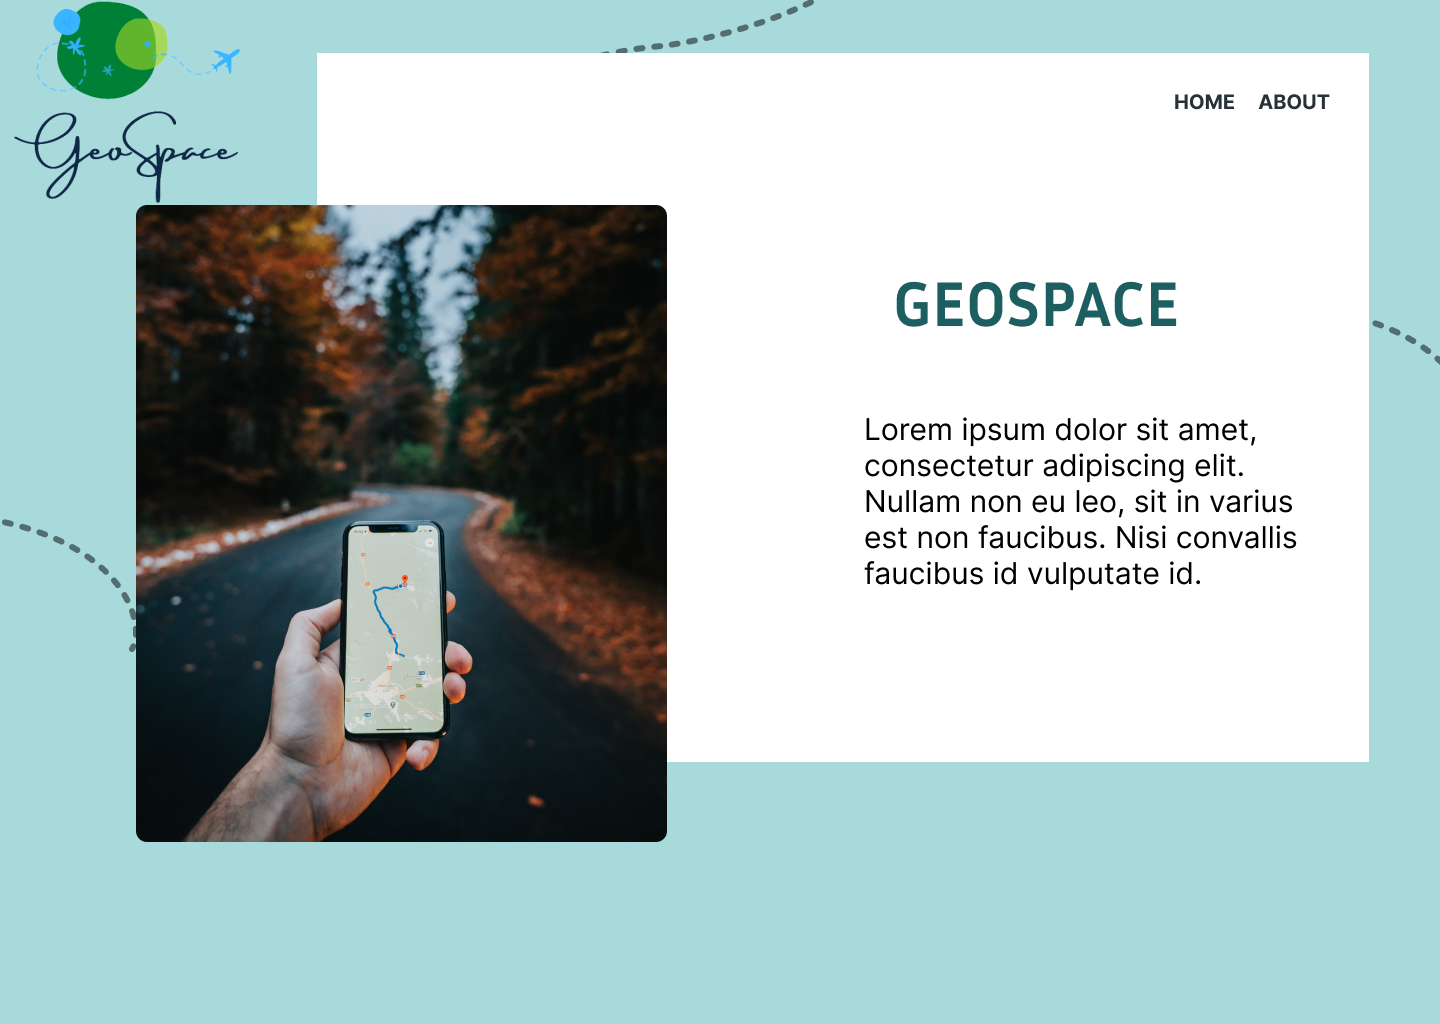 GeoSpace
HOME ABOUT
GEOSPACE
Lorem ipsum dolor sit amet,
consectetur adipiscing elit.
Nullam non eu leo, sit in varius
est non faucibus. Nisi convallis
faucibus id vulputate id.